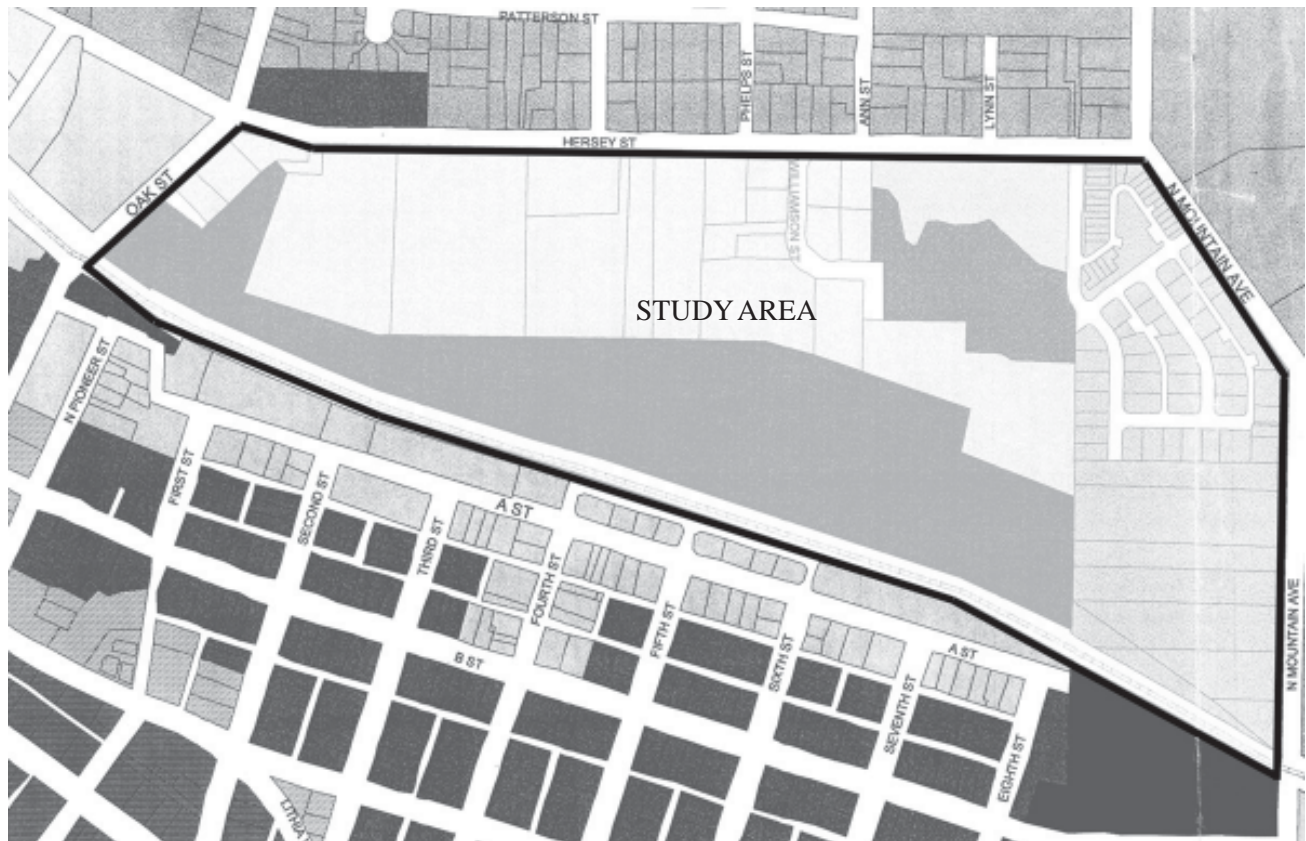 PATTERSON ST
PHELPS ST
ANN ST
LYNN ST
HERSEY ST
OAK ST
WILLIAMSON ST
N MOUNTAIN AVE
STUDY AREA
N PIONEER ST
FIRST ST
SECOND ST
THIRD ST
A ST
FOURTH ST
FIFTH ST
SIXTH ST
SEVENTH ST
A ST
EIGHTH ST
B ST
N MOUNTAIN AVE